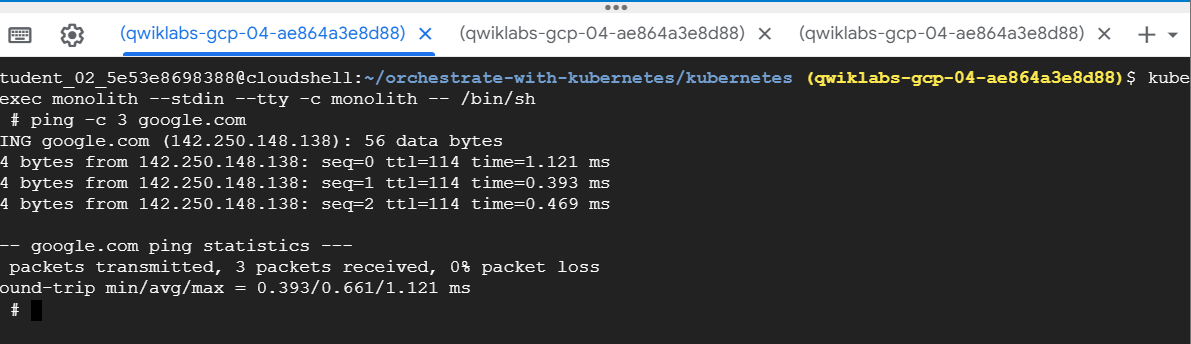 (qwiklabs-gcp-04-ae864a3e8d88) (qwiklabs-gcp-04-ae864a3e8d88) (qwiklabs-gcp-04-ae864a3e8d88)
tudent_02_5e53e8698388@cloudshell:~/orchestrate-with-kubernetes/kubernetes (qwiklabs-gcp-04-ae864a3e8d88)$ kube
exec monolith --stdin --tty -c monolith -- /bin/sh
# ping -c 3 google.com
ING google.com (142.250.148.138): 56 data bytes
4 bytes from 142.250.148.138: seq=0 ttl=114 time=1.121 ms
4 bytes from 142.250.148.138: seq=1 ttl=114 time=0.393 ms
4 bytes from 142.250.148.138: seq=2 ttl=114 time=0.469 ms
-- google.com ping statistics ---
packets transmitted, 3 packets received, 0% packet loss
ound-trip min/avg/max = 0.393/0.661/1.121 ms
#